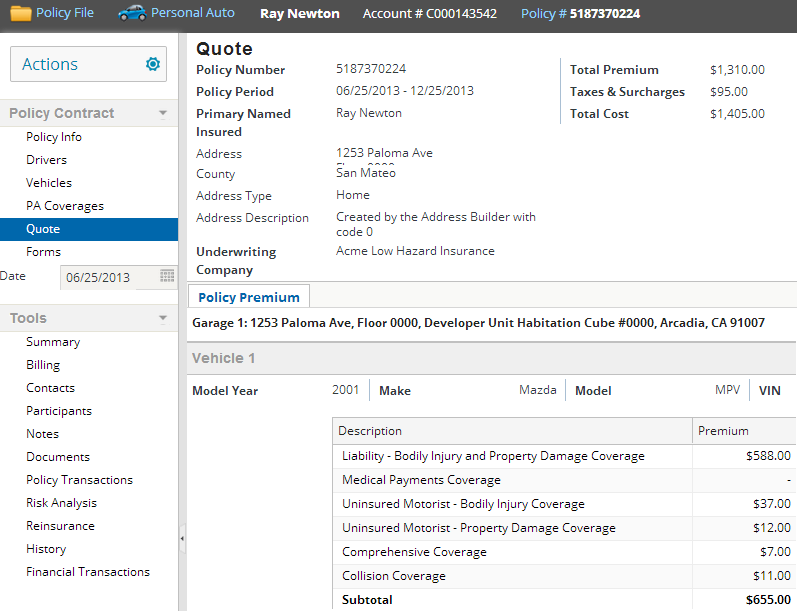 Policy File Personal Auto Ray Newton Account # C000143542 Policy # 5187370224
Actions
Policy Contract
Policy Info
Drivers
Vehicles
PA Coverages
Quote
Forms
Date 06/25/2013
Tools
Summary
Billing
Contacts
Participants
Notes
Documents
Policy Transactions
Risk Analysis
Reinsurance
History
Financial Transactions
Quote
Policy Number 5187370224 Total Premium $1,310.00
Policy Period 06/25/2013 - 12/25/2013 Taxes & Surcharges $95.00
Primary Named Ray Newton Total Cost $1,405.00
Insured
Address 1253 Paloma Ave
County San Mateo
Address Type Home
Address Description Created by the Address Builder with
code 0
Underwriting Acme Low Hazard Insurance
Company
Policy Premium
Garage 1: 1253 Paloma Ave, Floor 0000, Developer Unit Habitation Cube #0000, Arcadia, CA 91007
Vehicle 1
Model Year 2001 Make Mazda Model MPV VIN
Description Premium
Liability - Bodily Injury and Property Damage Coverage $588.00
Medical Payments Coverage -
Uninsured Motorist - Bodily Injury Coverage $37.00
Uninsured Motorist - Property Damage Coverage $12.00
Comprehensive Coverage $7.00
Collision Coverage $11.00
Subtotal $655.00